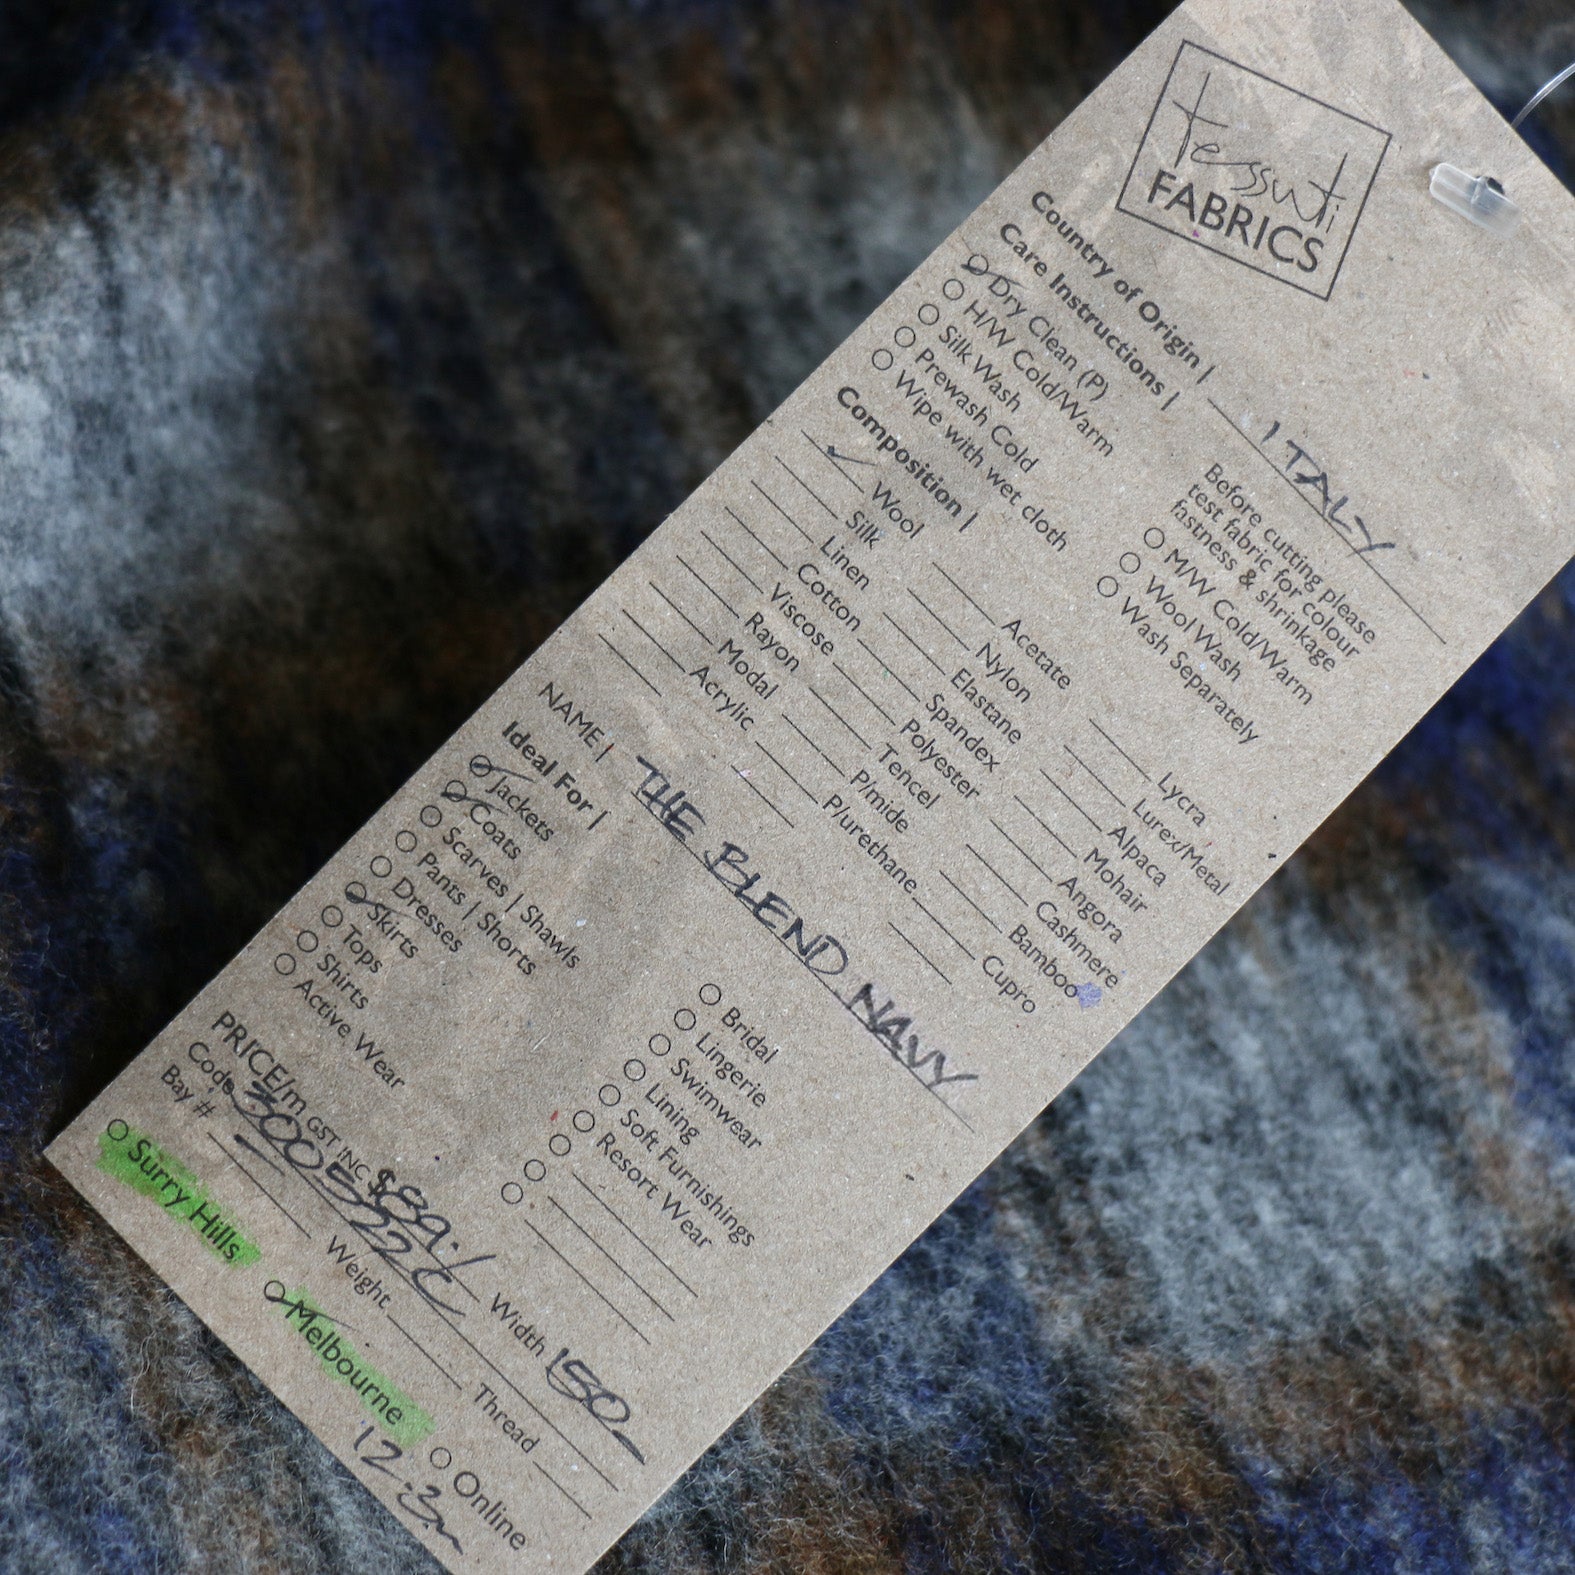 tessuti
FABRICS
Country of Origin | ITALY
Care Instructions |
Dry Clean (P)
H/W Cold/Warm
Silk Wash
Prewash Cold
Wipe with wet cloth
Before cutting please
test fabric for colour
fastness & shrinkage
M/W Cold/Warm
Wool Wash
Wash Separately
Composition |
✓ Wool
Silk
Linen
Cotton
Viscose
Rayon
Modal
Acrylic
Acetate
Nylon
Elastane
Spandex
Polyester
Tencel
P/mide
P/urethane
Lycra
Lurex/Metal
Alpaca
Mohair
Angora
Cashmere
Bamboo
Cupro
NAME | THE BLEND NAVY
Ideal For |
Jackets
Coats
Scarves | Shawls
Pants | Shorts
Dresses
Skirts
Tops
Shirts
Active Wear
Bridal
Lingerie
Swimwear
Lining
Soft Furnishings
Resort Wear
PRICE/m GST INC $89.- Width 150
Code 3005722C
Bay # Weight Thread
Surry Hills Melbourne Online
12.3m